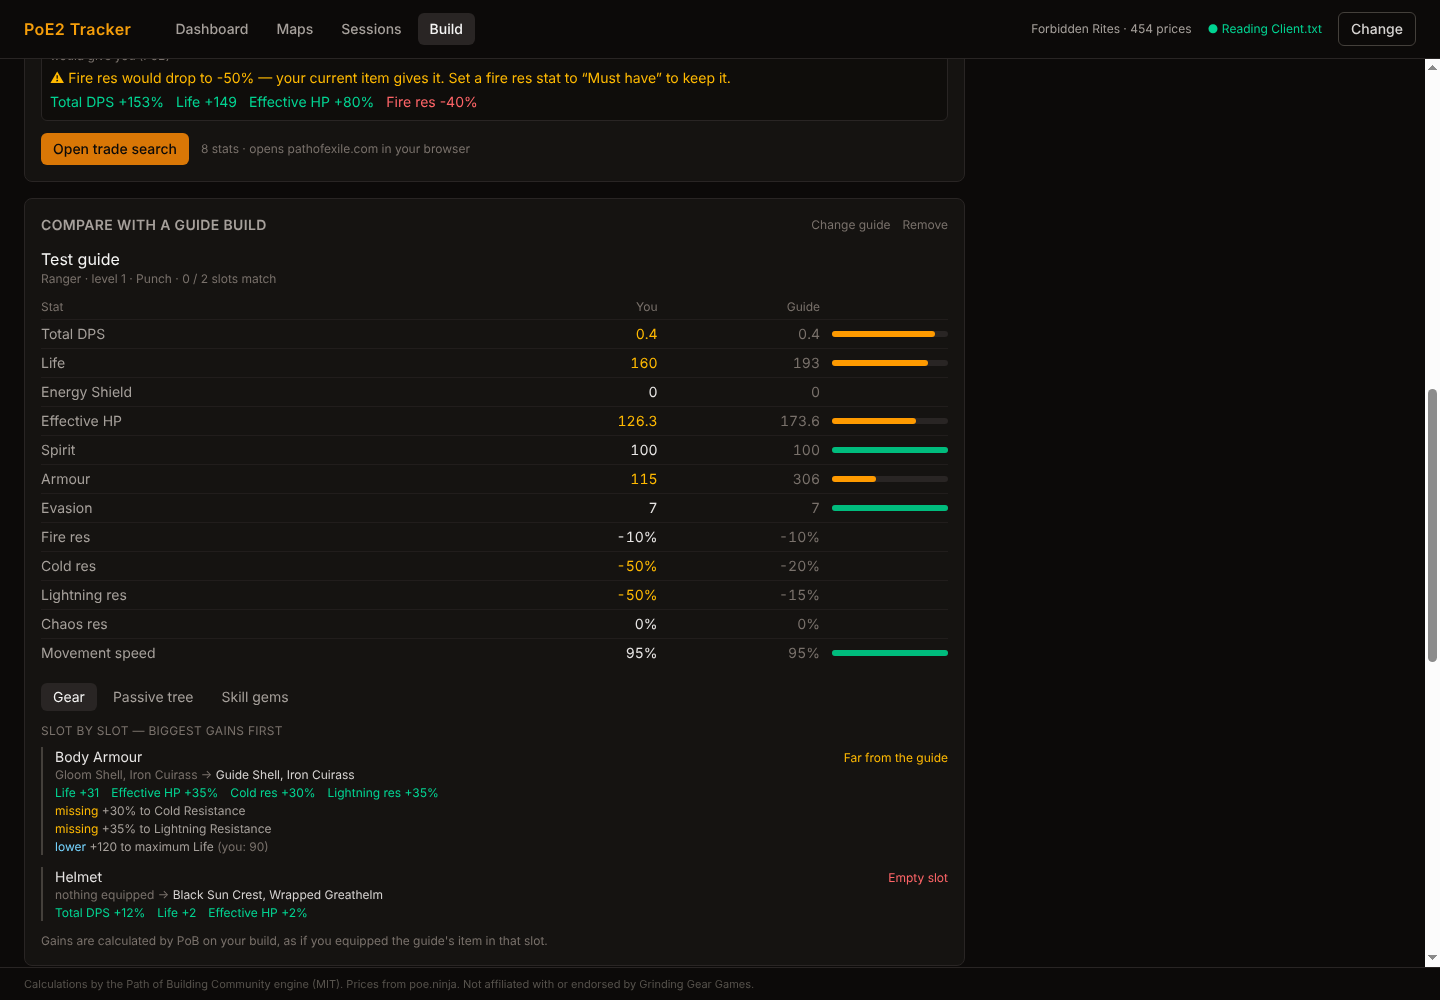 PoE2 Tracker Dashboard Maps Sessions Build Forbidden Rites · 454 prices Reading Client.txt Change
⚠ Fire res would drop to -50% — your current item gives it. Set a fire res stat to “Must have” to keep it.
Total DPS +153% Life +149 Effective HP +80% Fire res -40%
Open trade search 8 stats · opens pathofexile.com in your browser
COMPARE WITH A GUIDE BUILD Change guide Remove
Test guide
Ranger · level 1 · Punch · 0 / 2 slots match
Stat You Guide
Total DPS 0.4 0.4
Life 160 193
Energy Shield 0 0
Effective HP 126.3 173.6
Spirit 100 100
Armour 115 306
Evasion 7 7
Fire res -10% -10%
Cold res -50% -20%
Lightning res -50% -15%
Chaos res 0% 0%
Movement speed 95% 95%
Gear Passive tree Skill gems
SLOT BY SLOT — BIGGEST GAINS FIRST
Body Armour Far from the guide
Gloom Shell, Iron Cuirass → Guide Shell, Iron Cuirass
Life +31 Effective HP +35% Cold res +30% Lightning res +35%
missing +30% to Cold Resistance
missing +35% to Lightning Resistance
lower +120 to maximum Life (you: 90)
Helmet Empty slot
nothing equipped → Black Sun Crest, Wrapped Greathelm
Total DPS +12% Life +2 Effective HP +2%
Gains are calculated by PoB on your build, as if you equipped the guide's item in that slot.
Calculations by the Path of Building Community engine (MIT). Prices from poe.ninja. Not affiliated with or endorsed by Grinding Gear Games.